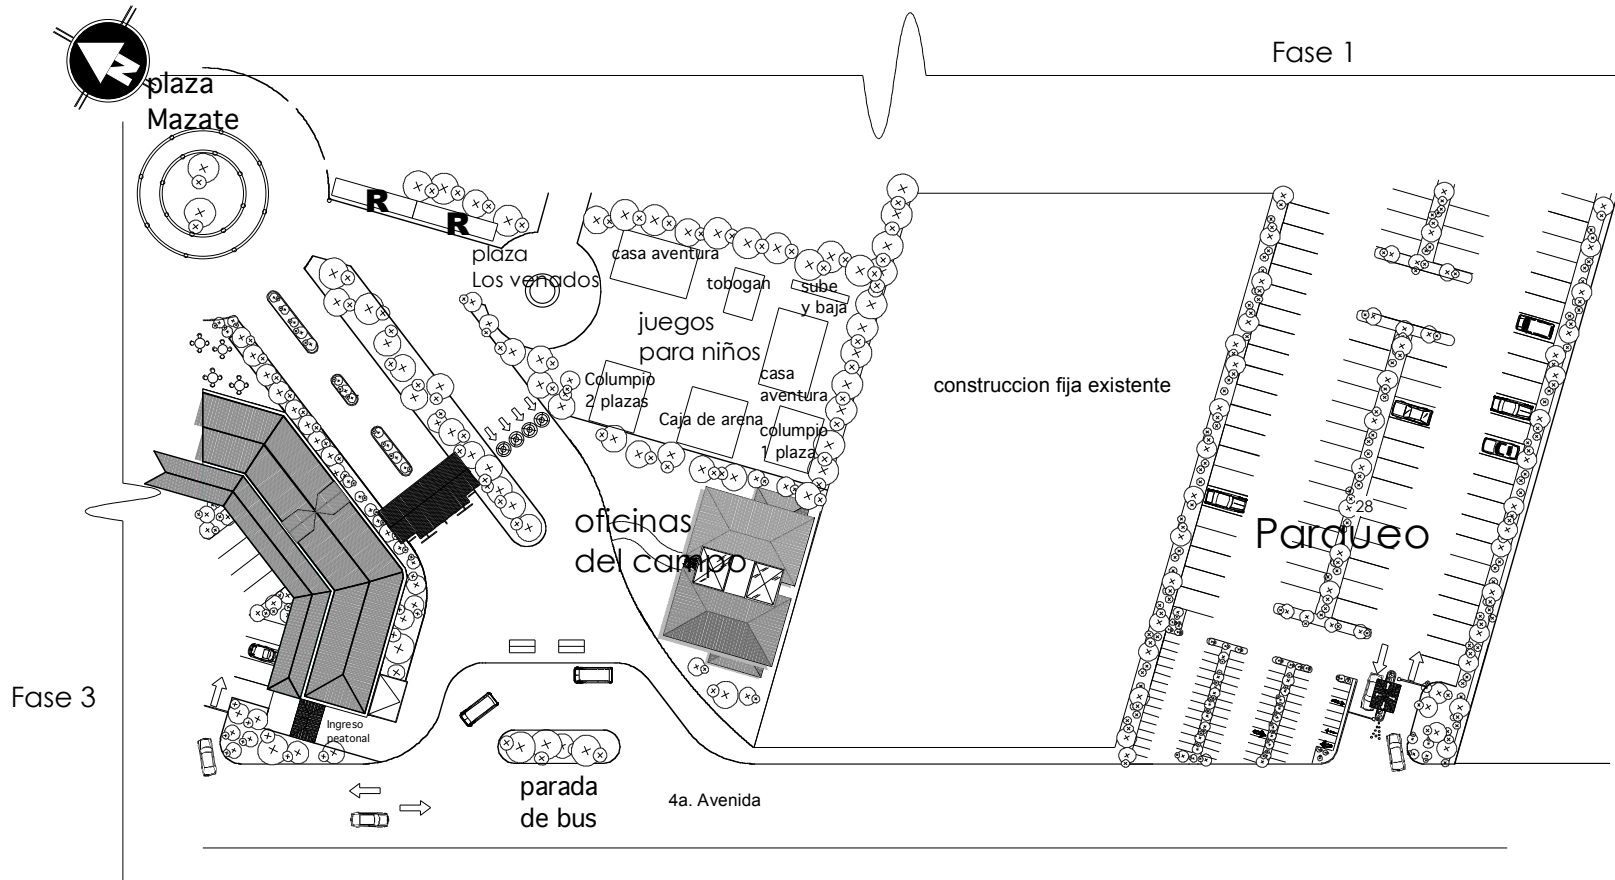 Fase 1
N
plaza
Mazate
R
R
plaza
Los venados
casa aventura
tobogan
sube
y baja
juegos
para niños
casa
aventura
Columpio
2 plazas
Caja de arena
columpio
1 plaza
construccion fija existente
28
Parqueo
oficinas
del campo
Fase 3
Ingreso
peatonal
parada
de bus
4a. Avenida